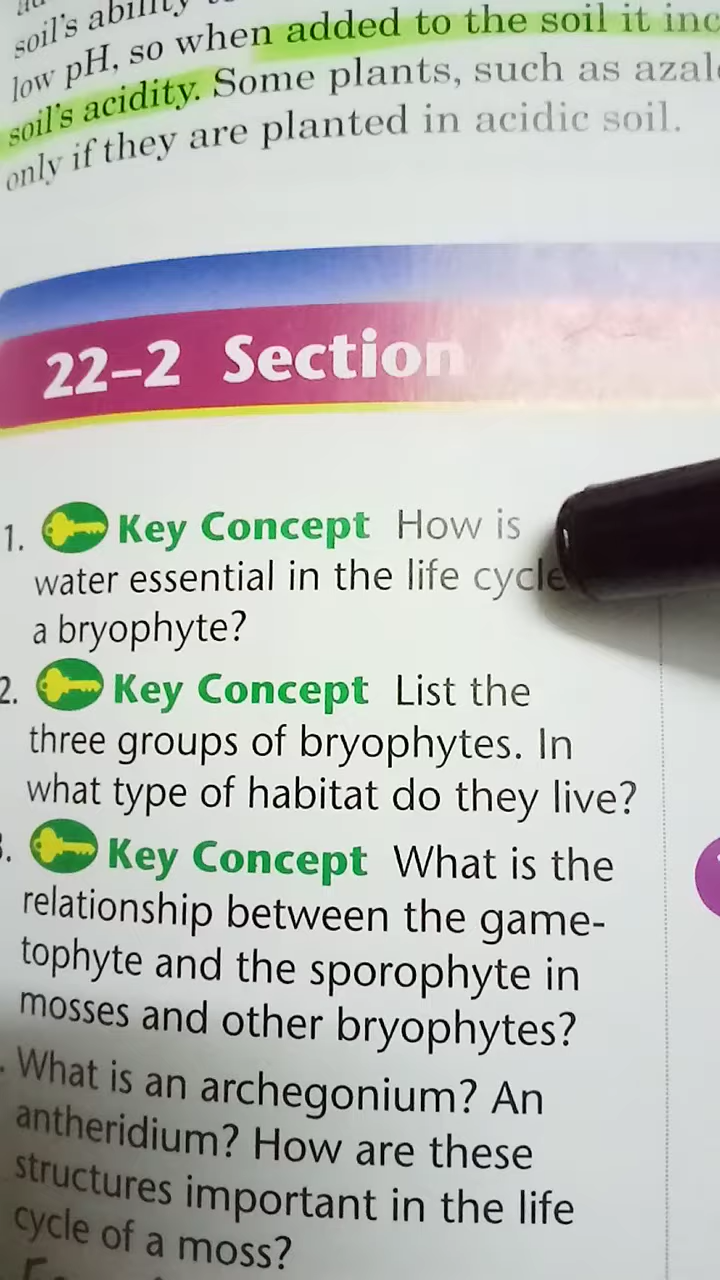 soil's ability
low pH, so when added to the soil it inc
soil's acidity. Some plants, such as azal
only if they are planted in acidic soil.
22–2 Section
1. Key Concept How is
water essential in the life cycle
a bryophyte?
2. Key Concept List the
three groups of bryophytes. In
what type of habitat do they live?
3. Key Concept What is the
relationship between the game-
tophyte and the sporophyte in
mosses and other bryophytes?
What is an archegonium? An
antheridium? How are these
structures important in the life
cycle of a moss?